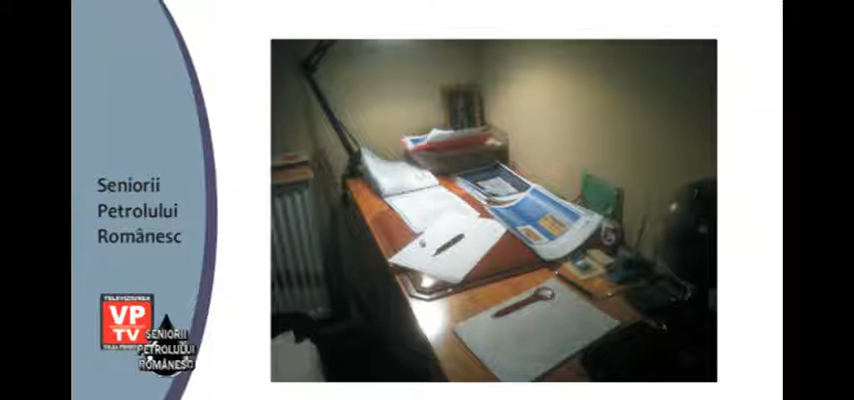 Seniorii
Petrolului
Românesc
TELEVIZIUNEA
VP
TV
SENIORII
PETROLULUI
ROMÂNESC